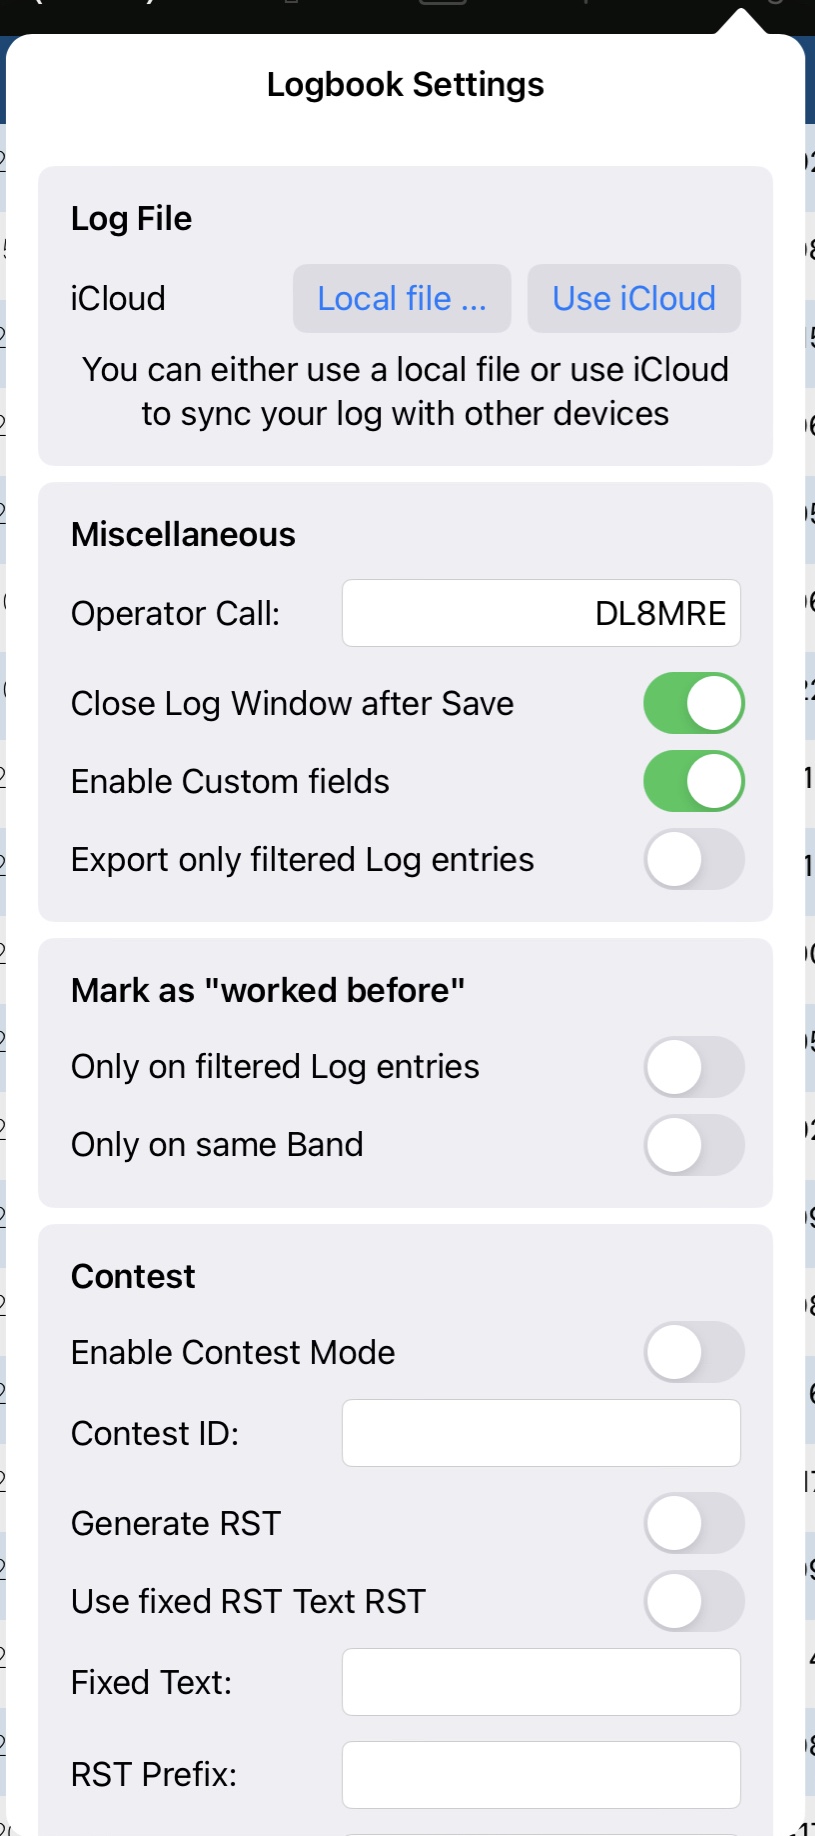 Logbook Settings
Log File
iCloud Local file ... Use iCloud
You can either use a local file or use iCloud
to sync your log with other devices
Miscellaneous
Operator Call: DL8MRE
Close Log Window after Save
Enable Custom fields
Export only filtered Log entries
Mark as "worked before"
Only on filtered Log entries
Only on same Band
Contest
Enable Contest Mode
Contest ID:
Generate RST
Use fixed RST Text RST
Fixed Text:
RST Prefix: